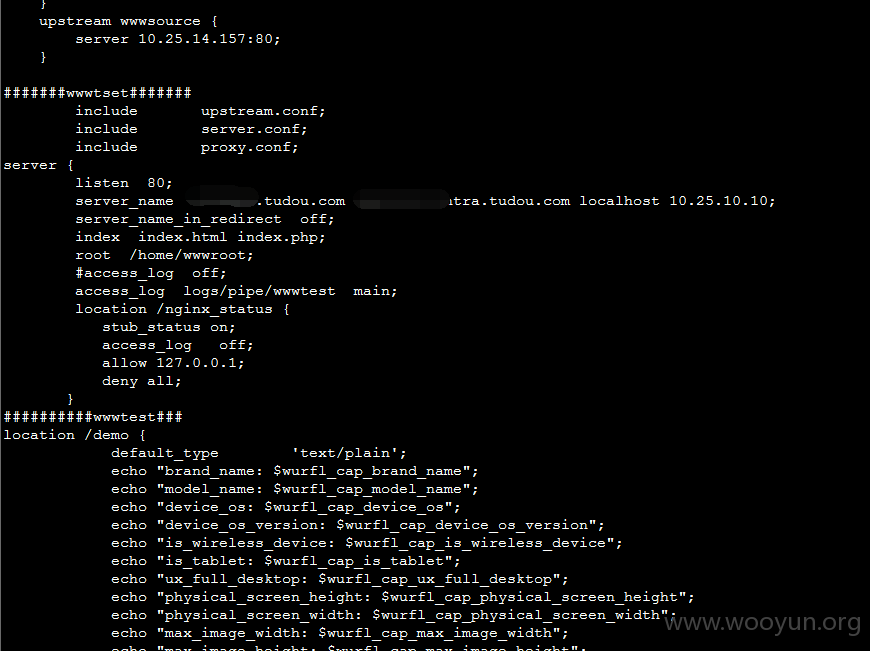 }
upstream wwwsource {
server 10.25.14.157:80;
}
#######wwwtset#######
include upstream.conf;
include server.conf;
include proxy.conf;
server {
listen 80;
server_name .tudou.com tra.tudou.com localhost 10.25.10.10;
server_name_in_redirect off;
index index.html index.php;
root /home/wwwroot;
#access_log off;
access_log logs/pipe/wwwtest main;
location /nginx_status {
stub_status on;
access_log off;
allow 127.0.0.1;
deny all;
}
##########wwwtest###
location /demo {
default_type 'text/plain';
echo "brand_name: $wurfl_cap_brand_name";
echo "model_name: $wurfl_cap_model_name";
echo "device_os: $wurfl_cap_device_os";
echo "device_os_version: $wurfl_cap_device_os_version";
echo "is_wireless_device: $wurfl_cap_is_wireless_device";
echo "is_tablet: $wurfl_cap_is_tablet";
echo "ux_full_desktop: $wurfl_cap_ux_full_desktop";
echo "physical_screen_height: $wurfl_cap_physical_screen_height";
echo "physical_screen_width: $wurfl_cap_physical_screen_width";
echo "max_image_width: $wurfl_cap_max_image_width";
echo "max_image_height: $wurfl_cap_max_image_height";
www.wooyun.org